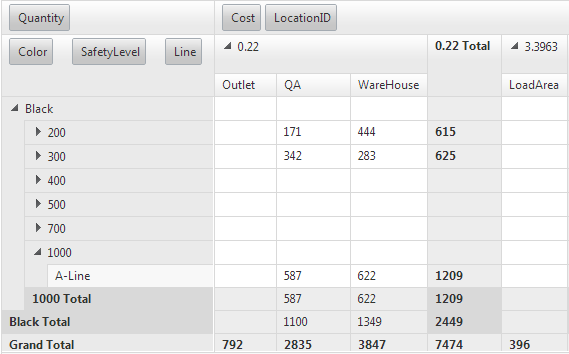 Quantity Cost LocationID
Color SafetyLevel Line 0.22 0.22 Total 3.3963
Outlet QA WareHouse LoadArea
Black
200 171 444 615
300 342 283 625
400
500
700
1000
A-Line 587 622 1209
1000 Total 587 622 1209
Black Total 1100 1349 2449
Grand Total 792 2835 3847 7474 396